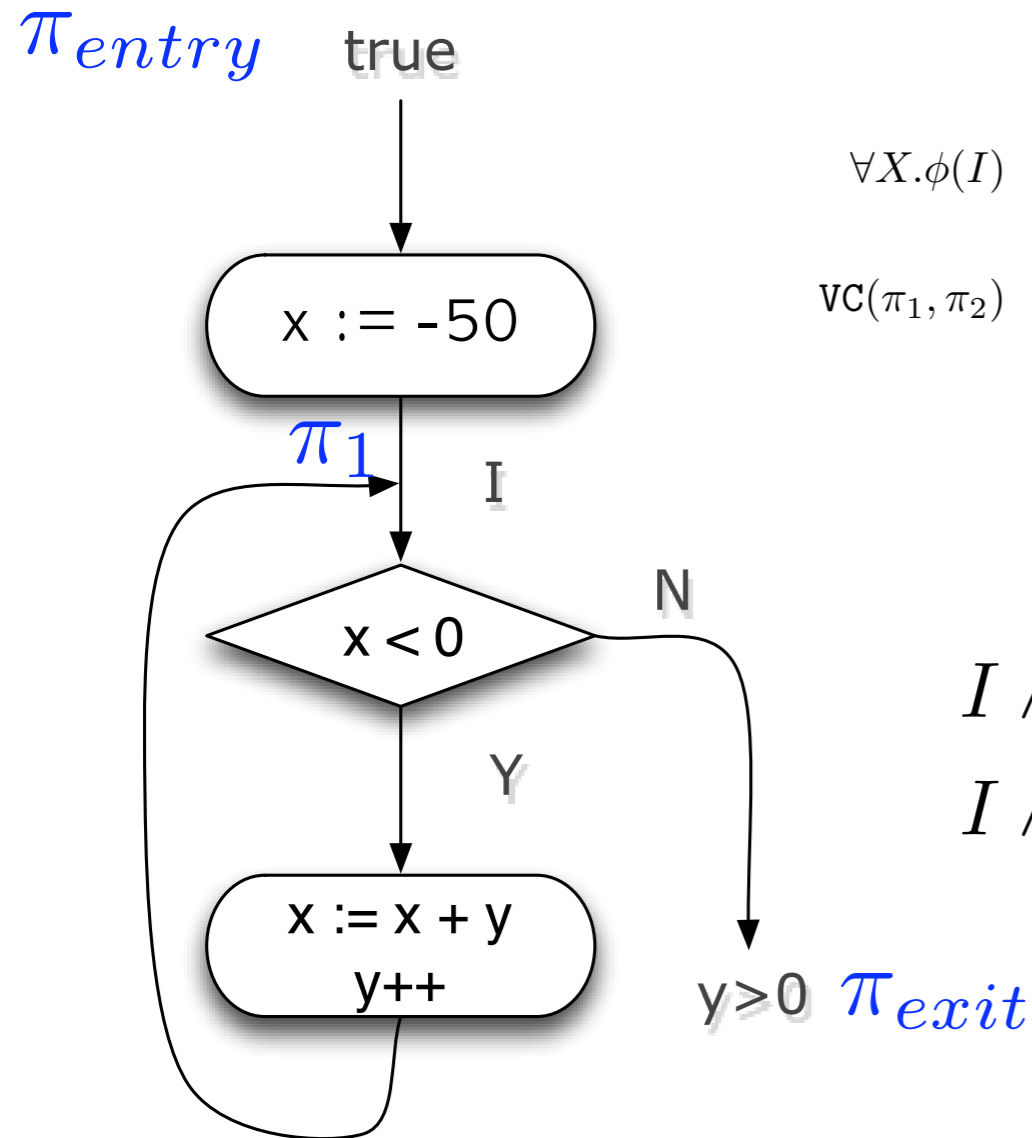 π_entry true
∀X.φ(I)
x := -50
VC(π₁, π₂)
π₁ I
N
x < 0
I /
Y
I /
x := x + y
y++
y>0 π_exit